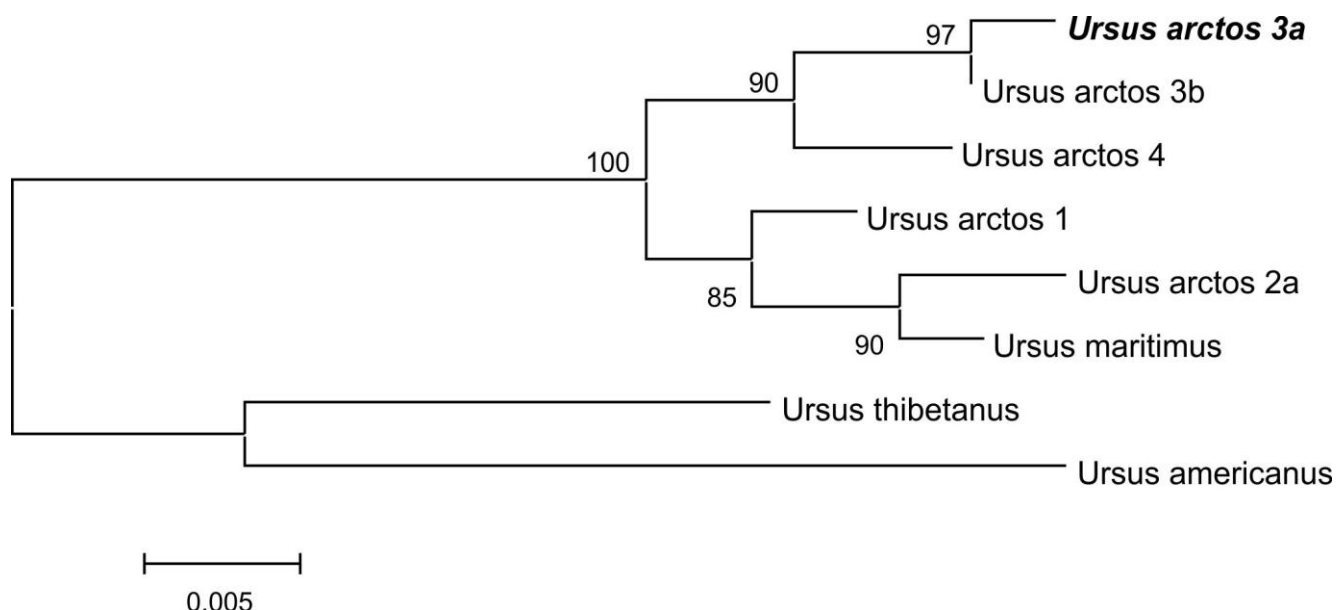 97
Ursus arctos 3a
90
Ursus arctos 3b
100
Ursus arctos 4
Ursus arctos 1
85
Ursus arctos 2a
90
Ursus maritimus
Ursus thibetanus
Ursus americanus
0.005